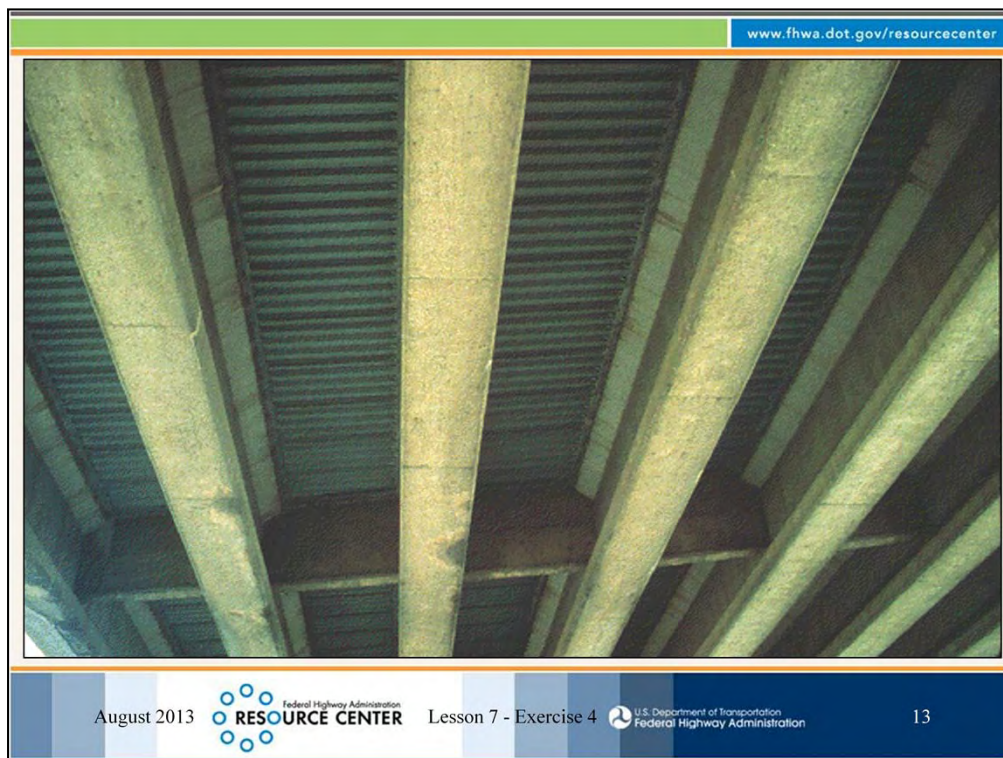 www.fhwa.dot.gov/resourcecenter
August 2013
Federal Highway Administration
RESOURCE CENTER
Lesson 7 - Exercise 4
U.S. Department of Transportation
Federal Highway Administration
13